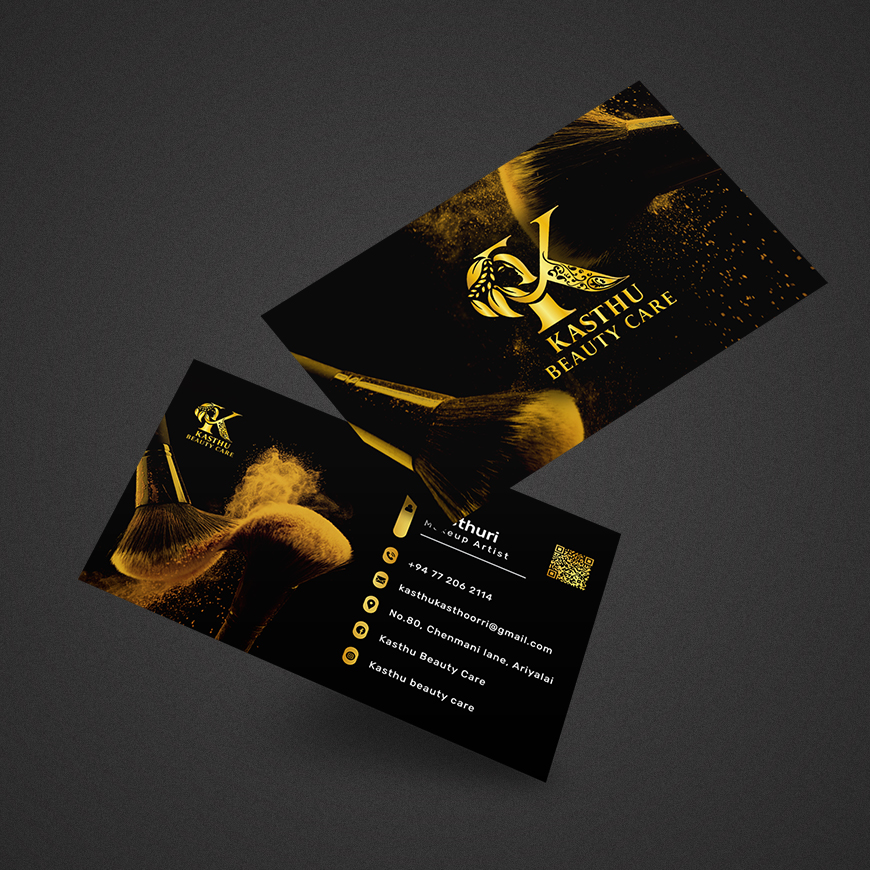 KASTHU
BEAUTY CARE
KASTHU
BEAUTY CARE
Makeup Artist
+94 77 206 2114
kasthukasthoorri@gmail.com
No.80, Chenmani lane, Ariyalai
Kasthu Beauty Care
Kasthu beauty care